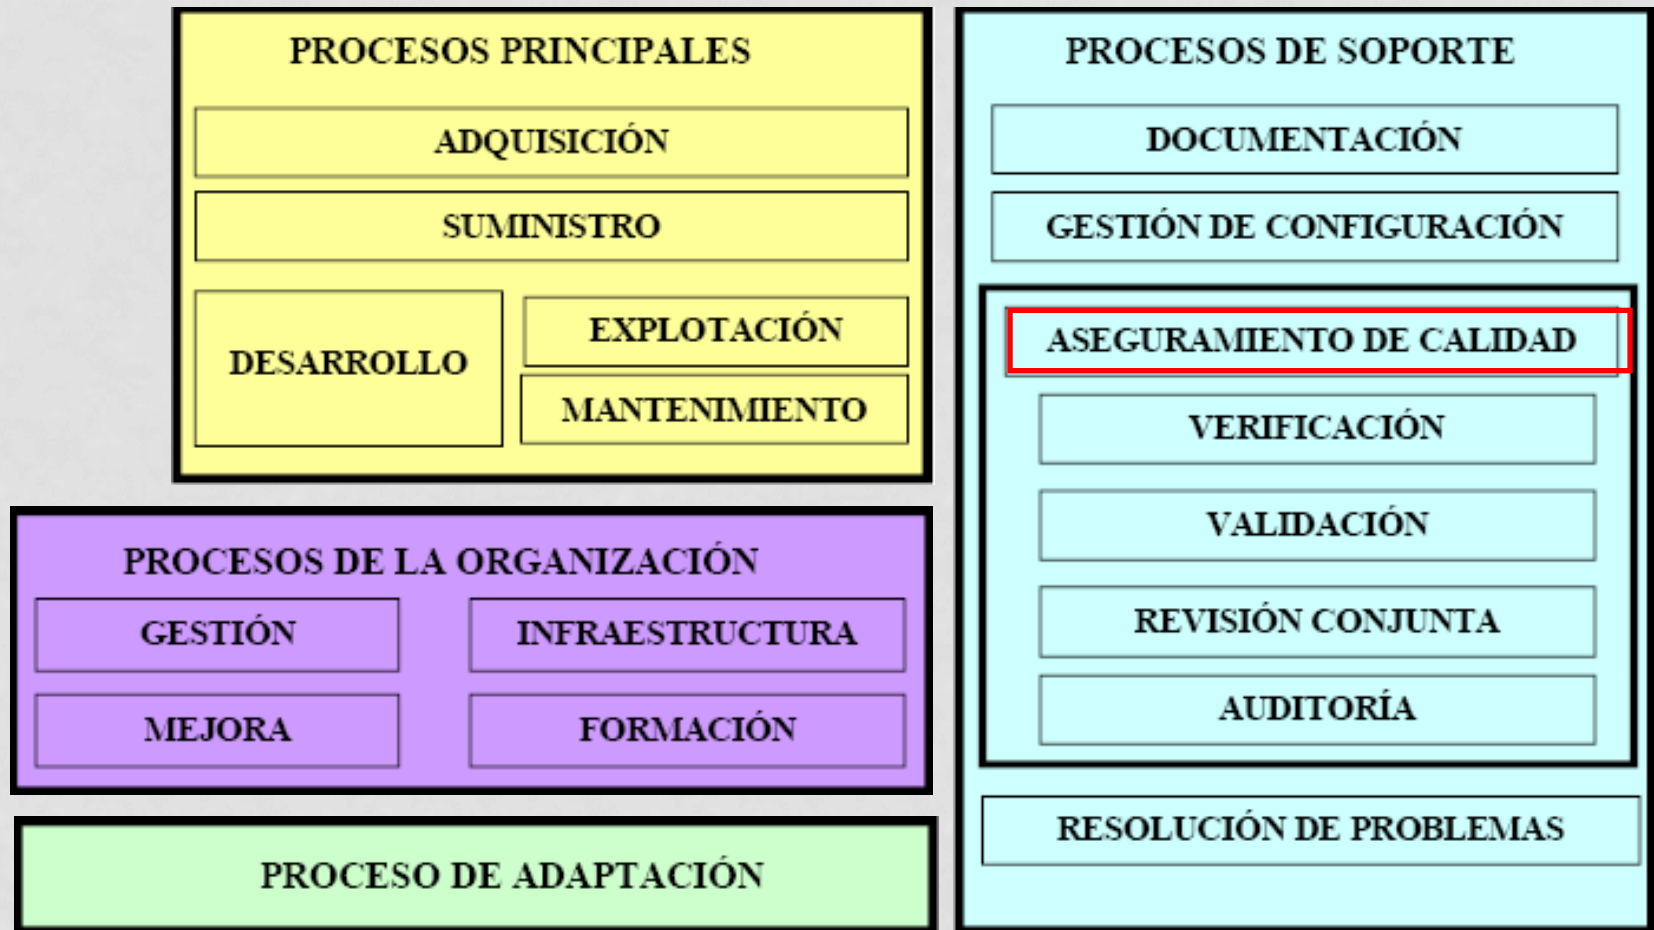 PROCESOS PRINCIPALES
ADQUISICIÓN
SUMINISTRO
DESARROLLO
EXPLOTACIÓN
MANTENIMIENTO
PROCESOS DE LA ORGANIZACIÓN
GESTIÓN
INFRAESTRUCTURA
MEJORA
FORMACIÓN
PROCESO DE ADAPTACIÓN
PROCESOS DE SOPORTE
DOCUMENTACIÓN
GESTIÓN DE CONFIGURACIÓN
ASEGURAMIENTO DE CALIDAD
VERIFICACIÓN
VALIDACIÓN
REVISIÓN CONJUNTA
AUDITORÍA
RESOLUCIÓN DE PROBLEMAS